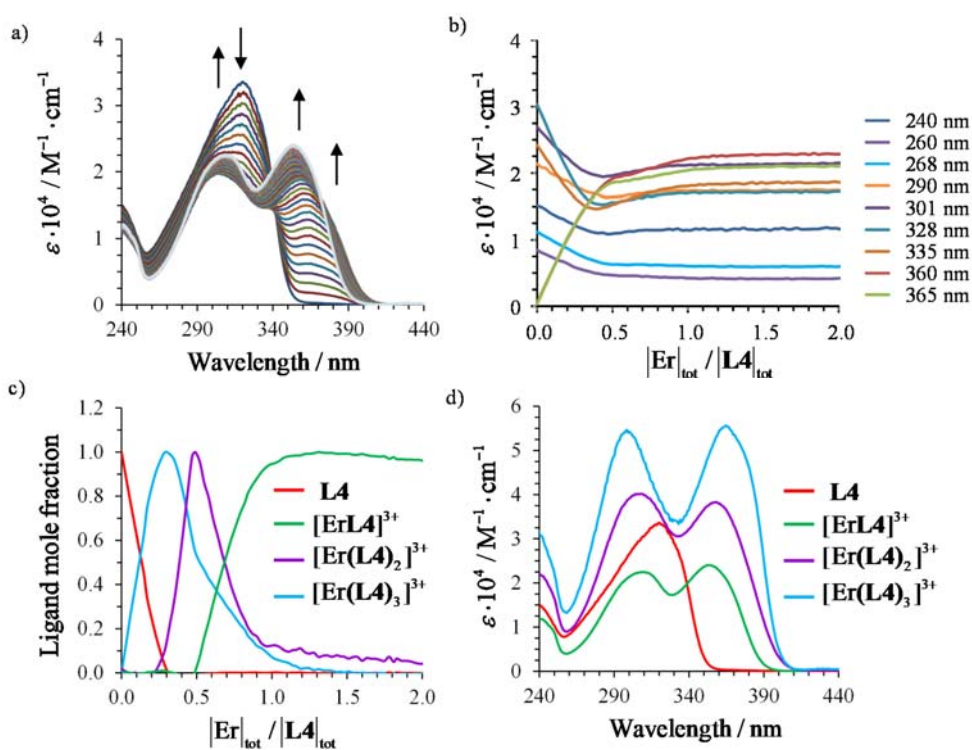 a)
4
3
2
1
0
ε·10⁴ / M⁻¹·cm⁻¹
240 290 340 390 440
Wavelength / nm
b)
4
3
2
1
0
ε·10⁴ / M⁻¹·cm⁻¹
0.0 0.5 1.0 1.5 2.0
|Er|tot / |L4|tot
240 nm
260 nm
268 nm
290 nm
301 nm
328 nm
335 nm
360 nm
365 nm
c)
1.2
1.0
0.8
0.6
0.4
0.2
0.0
Ligand mole fraction
L4
[ErL4]³⁺
[Er(L4)₂]³⁺
[Er(L4)₃]³⁺
0.0 0.5 1.0 1.5 2.0
|Er|tot / |L4|tot
d)
6
5
4
3
2
1
0
ε·10⁴ / M⁻¹·cm⁻¹
L4
[ErL4]³⁺
[Er(L4)₂]³⁺
[Er(L4)₃]³⁺
240 290 340 390 440
Wavelength / nm